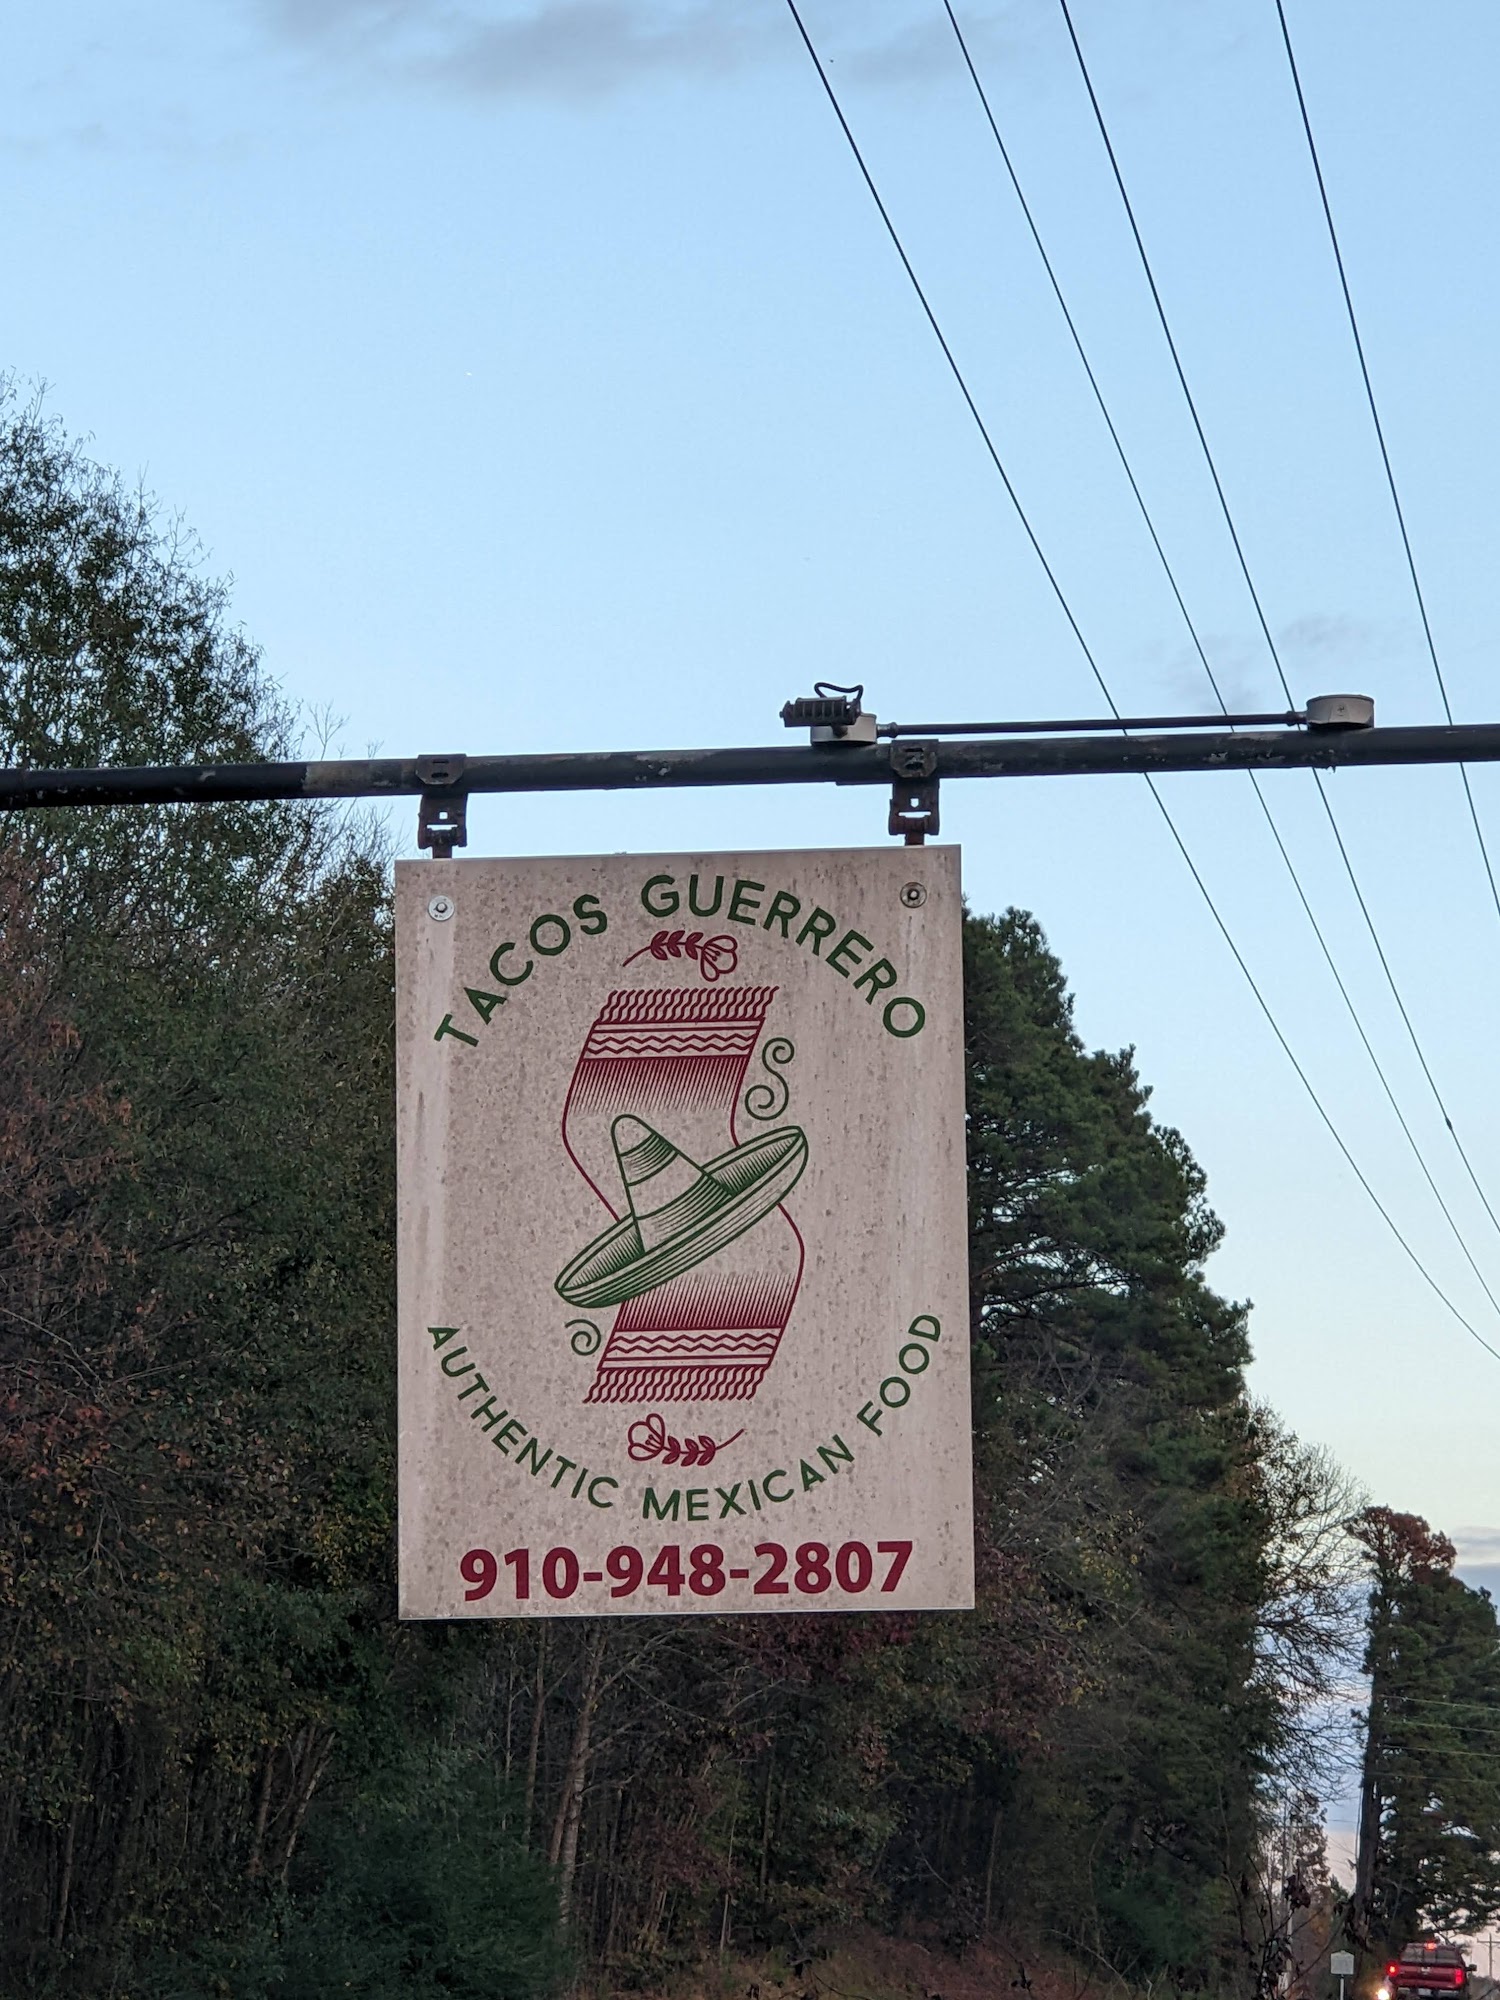 TACOS GUERRERO
AUTHENTIC MEXICAN FOOD
910-948-2807